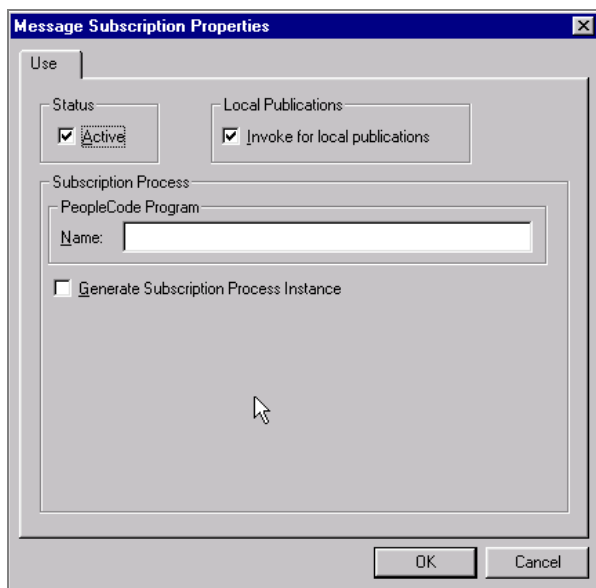 Message Subscription Properties
Use
Status
Local Publications
Active
Invoke for local publications
Subscription Process
PeopleCode Program
Name:
Generate Subscription Process Instance
OK
Cancel